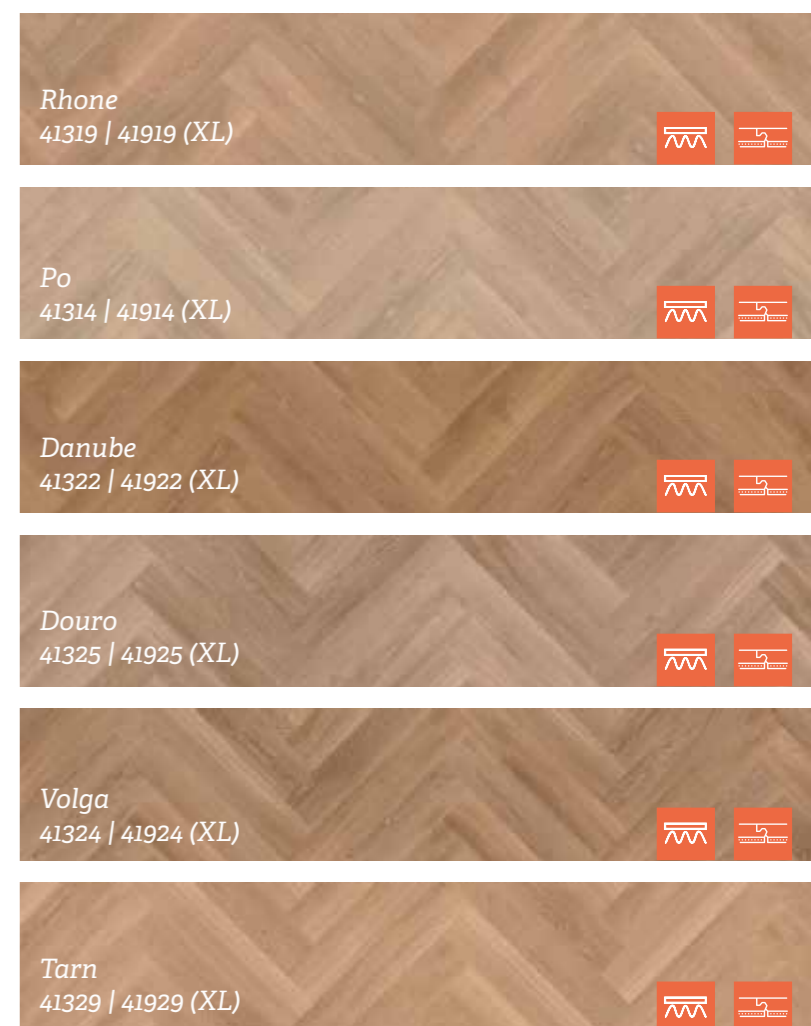 Rhone
41319 | 41919 (XL)
Po
41314 | 41914 (XL)
Danube
41322 | 41922 (XL)
Douro
41325 | 41925 (XL)
Volga
41324 | 41924 (XL)
Tarn
41329 | 41929 (XL)